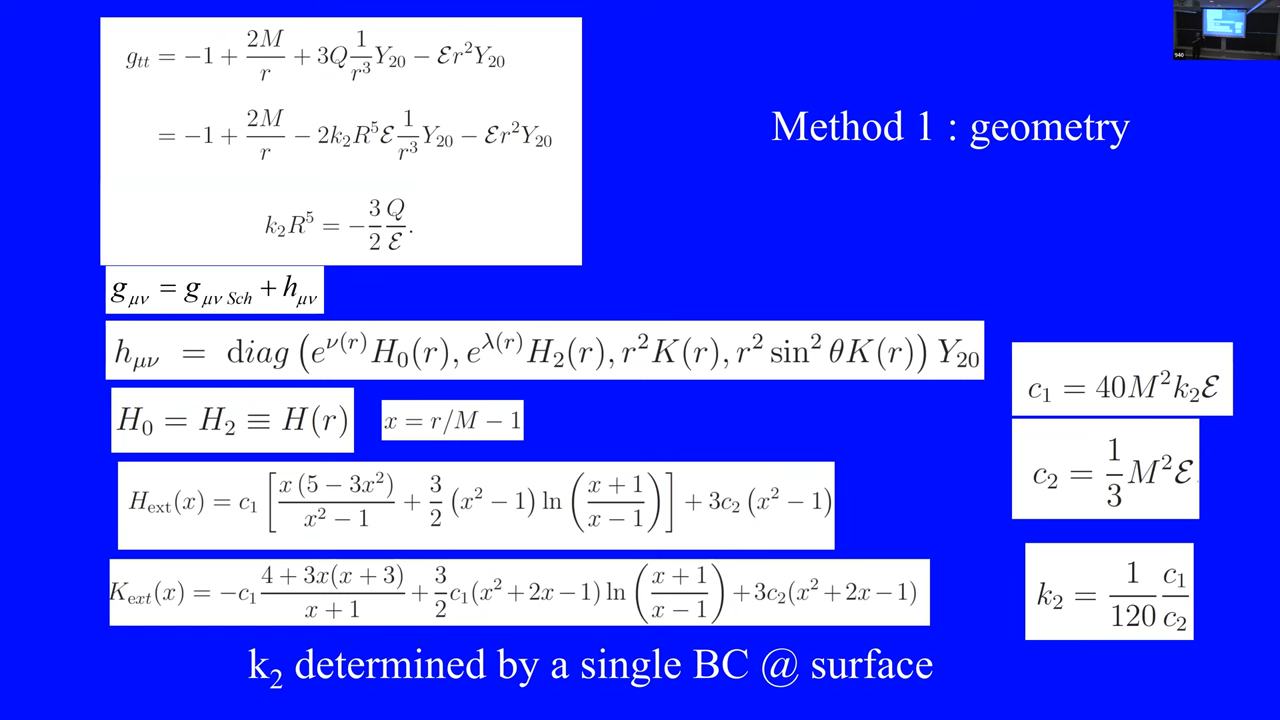 g_{tt} = -1 + \frac{2M}{r} + 3Q\frac{1}{r^3}Y_{20} - \mathcal{E}r^2Y_{20}
= -1 + \frac{2M}{r} - 2k_2R^5\mathcal{E}\frac{1}{r^3}Y_{20} - \mathcal{E}r^2Y_{20}
Method 1 : geometry
k_2R^5 = -\frac{3}{2}\frac{Q}{\mathcal{E}}.
g_{\mu\nu} = g_{\mu\nu Sch} + h_{\mu\nu}
h_{\mu\nu} = diag\left(e^{\nu(r)}H_0(r), e^{\lambda(r)}H_2(r), r^2K(r), r^2\sin^2\theta K(r)\right)Y_{20}
c_1 = 40M^2k_2\mathcal{E}
H_0 = H_2 \equiv H(r)
x = r/M - 1
c_2 = \frac{1}{3}M^2\mathcal{E}
H_{ext}(x) = c_1\left[\frac{x(5-3x^2)}{x^2-1} + \frac{3}{2}(x^2-1)\ln\left(\frac{x+1}{x-1}\right)\right] + 3c_2(x^2-1)
K_{ext}(x) = -c_1\frac{4+3x(x+3)}{x+1} + \frac{3}{2}c_1(x^2+2x-1)\ln\left(\frac{x+1}{x-1}\right) + 3c_2(x^2+2x-1)
k_2 = \frac{1}{120}\frac{c_1}{c_2}
k_2 determined by a single BC @ surface